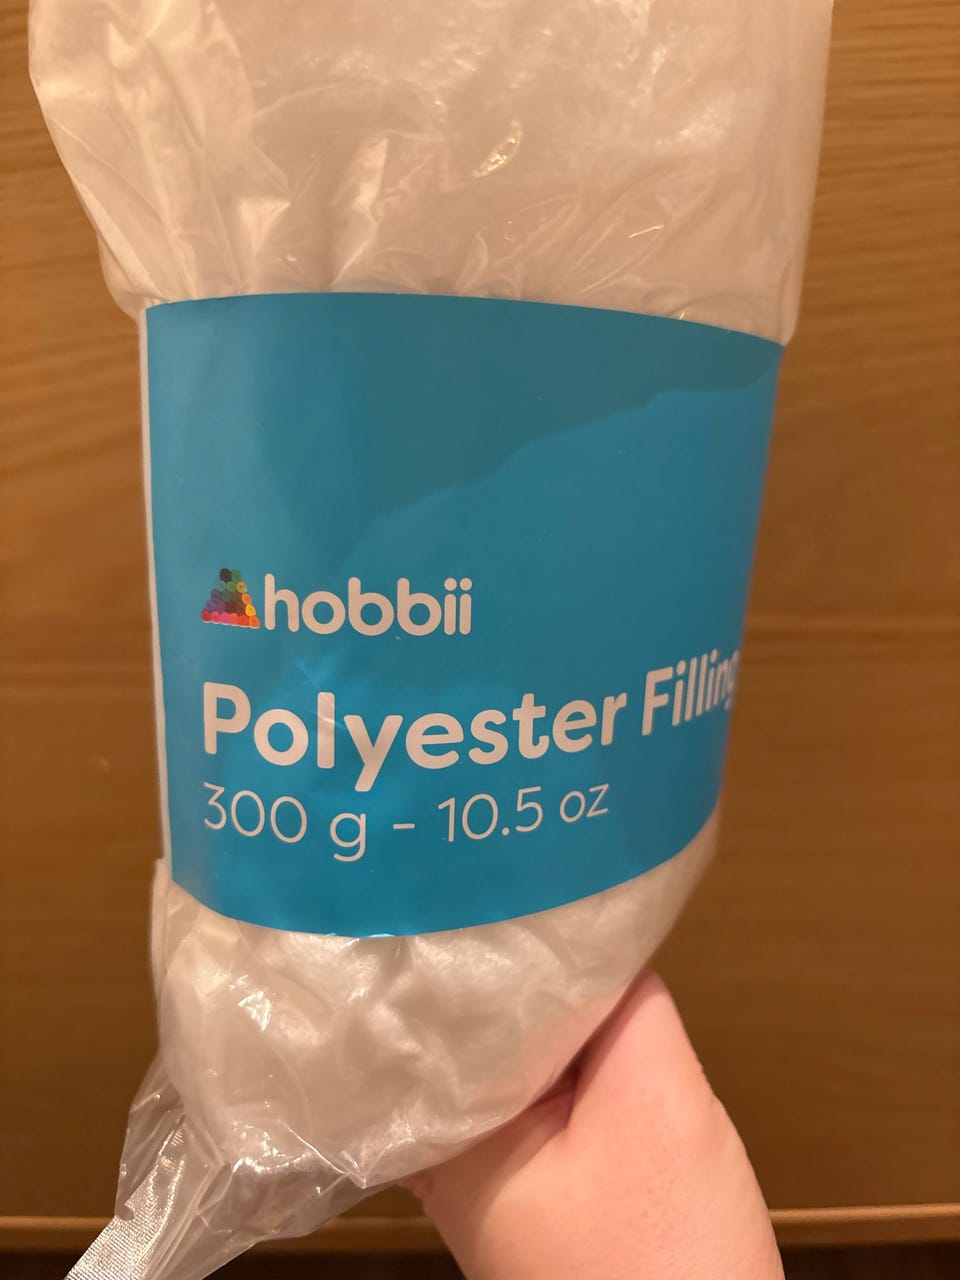 hobbii
Polyester Filling
300 g - 10.5 oz